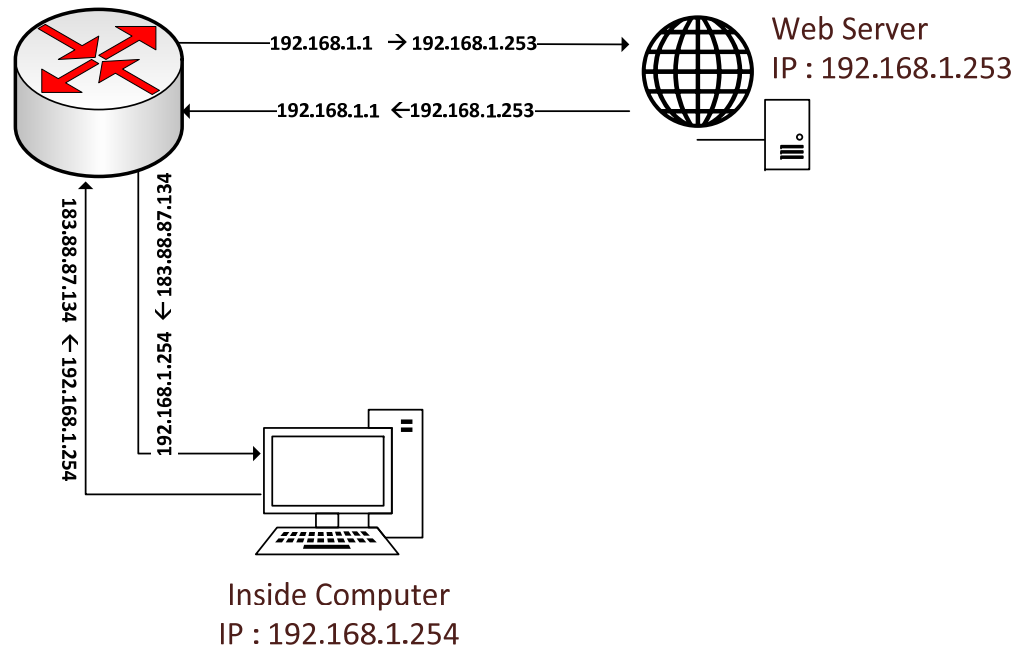 192.168.1.1 → 192.168.1.253
192.168.1.1 ←192.168.1.253
Web Server
IP : 192.168.1.253
183.88.87.134 ← 192.168.1.254
192.168.1.254 ← 183.88.87.134
Inside Computer
IP : 192.168.1.254